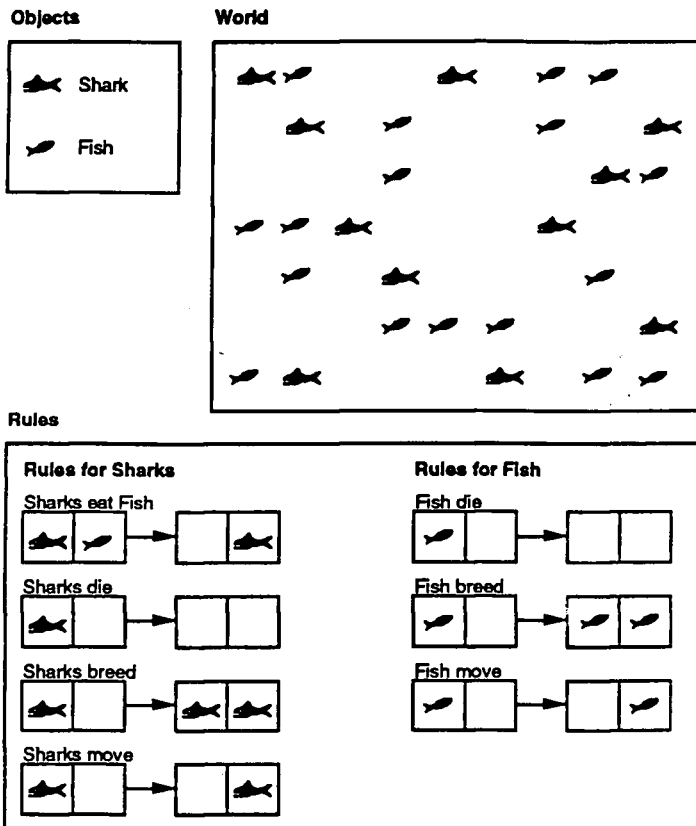 Objects
World
Shark
Fish
Rules
Rules for Sharks
Rules for Fish
Sharks eat Fish
Fish die
Sharks die
Fish breed
Sharks breed
Fish move
Sharks move